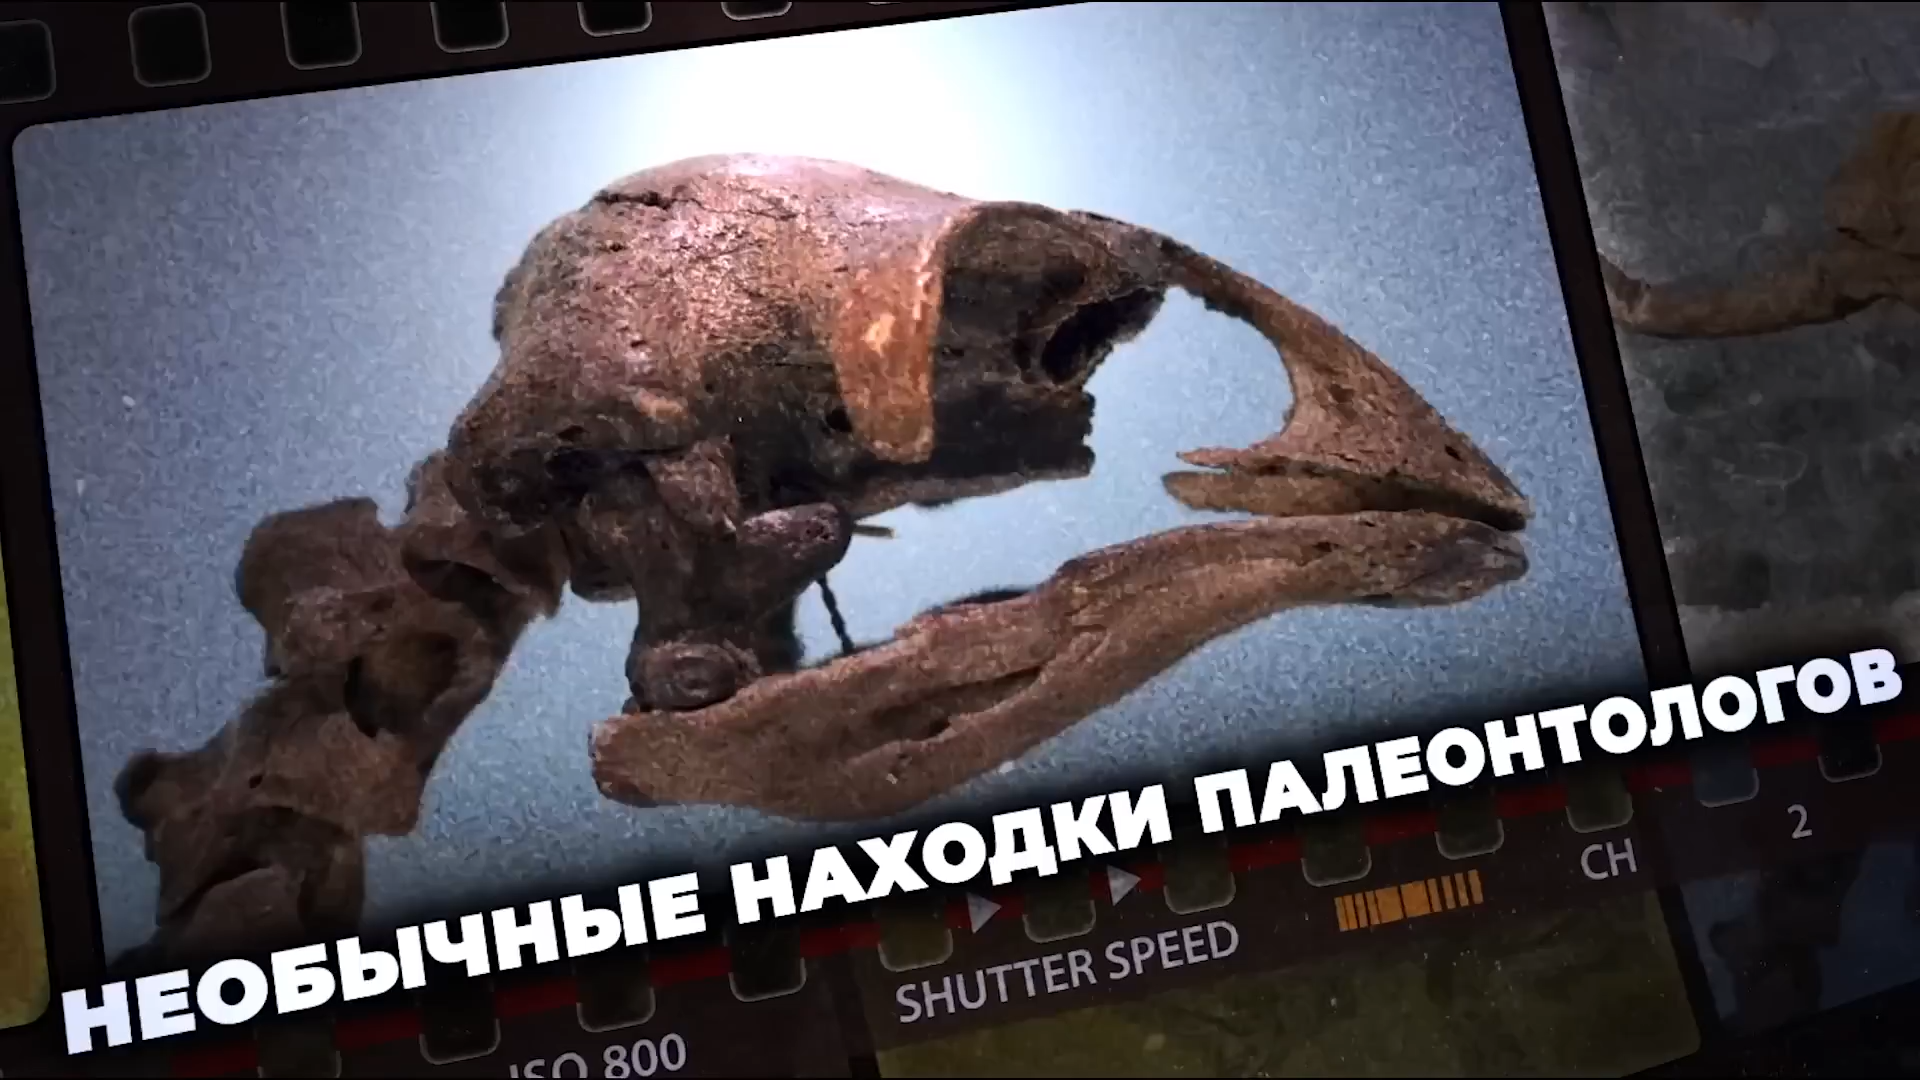 НЕОБЫЧНЫЕ НАХОДКИ ПАЛЕОНТОЛОГОВ
CH
2
SHUTTER SPEED
ISO 800